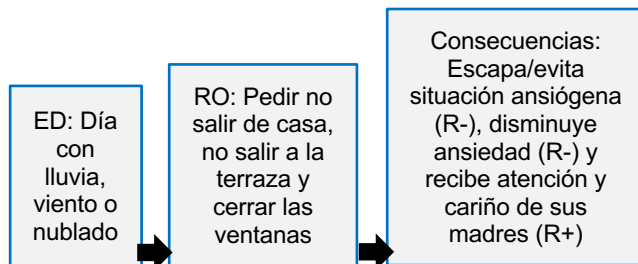 ED: Día
con
lluvia,
viento o
nublado
RO: Pedir no
salir de casa,
no salir a la
terraza y
cerrar las
ventanas
Consecuencias:
Escapa/evita
situación ansiógena
(R-), disminuye
ansiedad (R-) y
recibe atención y
cariño de sus
madres (R+)